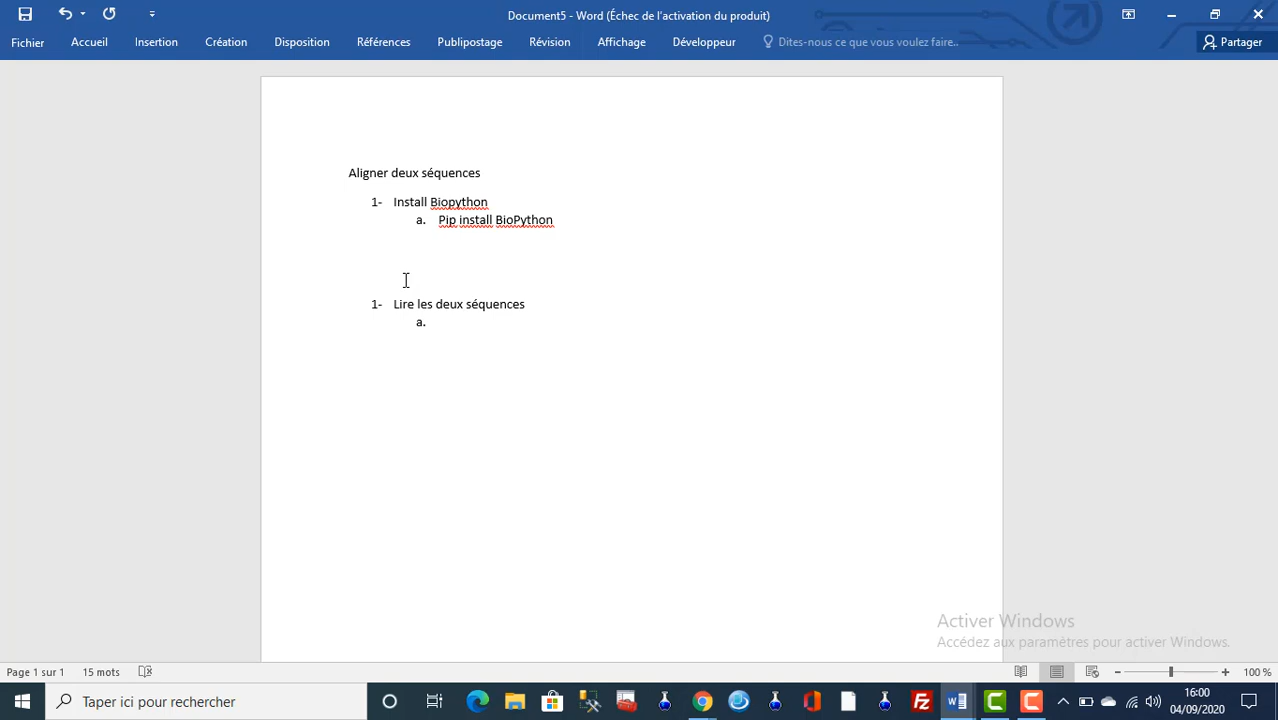 Document5 - Word (Échec de l'activation du produit)
Fichier Accueil Insertion Création Disposition Références Publipostage Révision Affichage Développeur Dites-nous ce que vous voulez faire.. Partager
Aligner deux séquences
1- Install Biopython
a. Pip install BioPython
1- Lire les deux séquences
a.
Activer Windows
Accédez aux paramètres pour activer Windows.
Page 1 sur 1 15 mots 100 %
Taper ici pour rechercher
16:00
04/09/2020